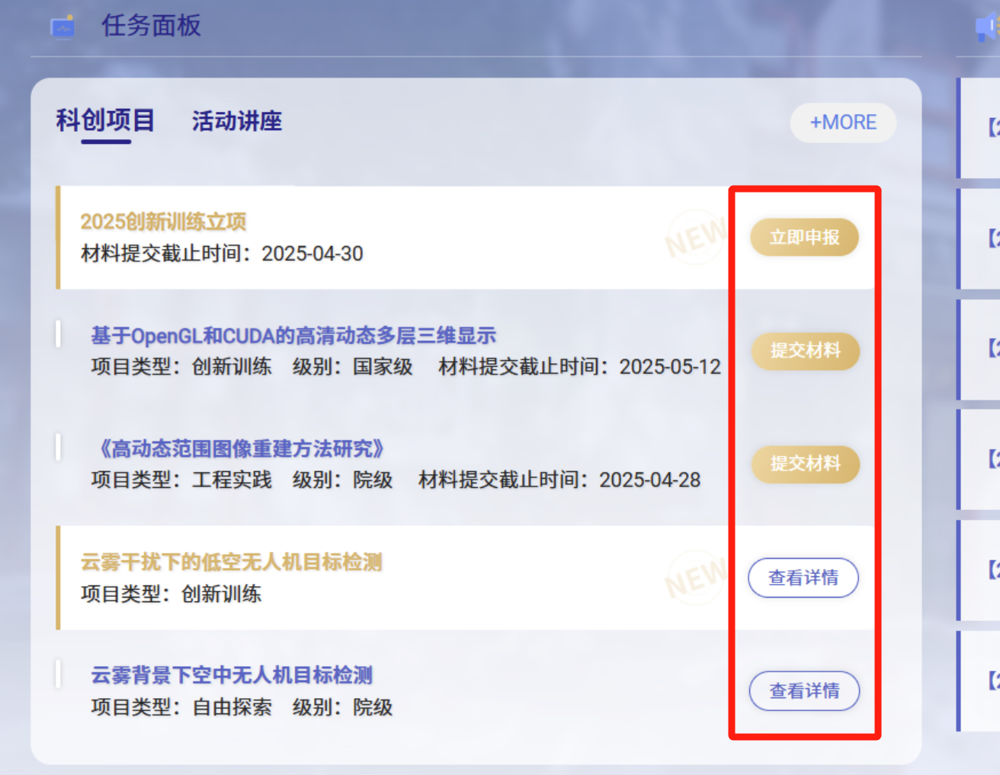 任务面板
科创项目 活动讲座 +MORE
2025创新训练立项
材料提交截止时间：2025-04-30
NEW
立即申报
基于OpenGL和CUDA的高清动态多层三维显示
项目类型：创新训练 级别：国家级 材料提交截止时间：2025-05-12
提交材料
《高动态范围图像重建方法研究》
项目类型：工程实践 级别：院级 材料提交截止时间：2025-04-28
提交材料
云雾干扰下的低空无人机目标检测
项目类型：创新训练
NEW
查看详情
云雾背景下空中无人机目标检测
项目类型：自由探索 级别：院级
查看详情